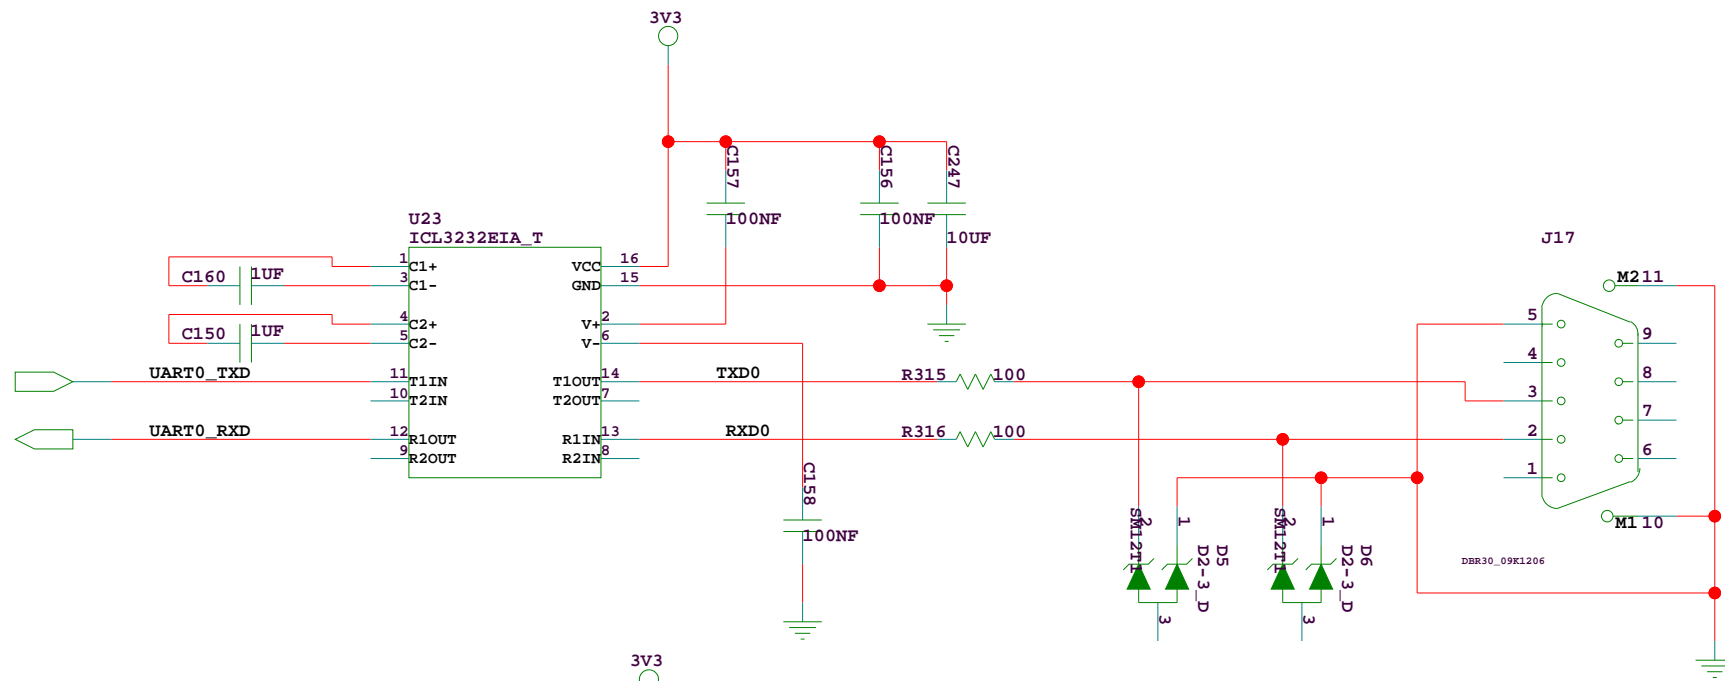 3V3
C157
100NF
C156
100NF
C247
10UF
U23
ICL3232EIA_T
J17
C160
1UF
C150
1UF
1 C1+
3 C1-
4 C2+
5 C2-
11 T1IN
10 T2IN
12 R1OUT
9 R2OUT
VCC 16
GND 15
V+ 2
V- 6
T1OUT 14
T2OUT 7
R1IN 13
R2IN 8
UART0_TXD
UART0_RXD
TXD0
RXD0
R315 100
R316 100
C158
100NF
M2 11
5
9
4
8
3
7
2
6
1
M1 10
DBR30_09K1206
SM12T1
2
1
D5
D2-3_D
3
SM12T1
2
1
D6
D2-3_D
3
3V3